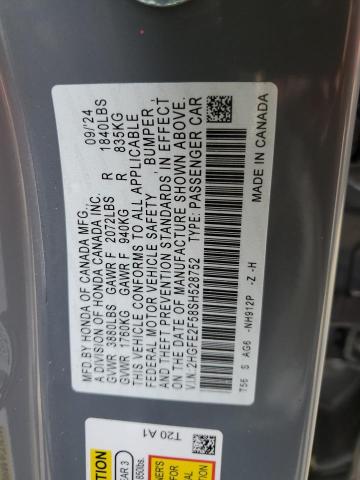 MFD.BY HONDA OF CANADA MFG., 09/24
A DIVISION OF HONDA CANADA INC.
GVWR 3880LBS GAWR F 2072LBS R 1840LBS
GVWR 1760KG GAWR F 940KG R 835KG
THIS VEHICLE CONFORMS TO ALL APPLICABLE
FEDERAL MOTOR VEHICLE SAFETY, BUMPER,
AND THEFT PREVENTION STANDARDS IN EFFECT
ON THE DATE OF MANUFACTURE SHOWN ABOVE.
V.I.N.:2HGFE2F58SH528752 TYPE:PASSENGER CAR
T56 S AG6 -NH912P -Z -H MADE IN CANADA
T20 A1
CAUTION